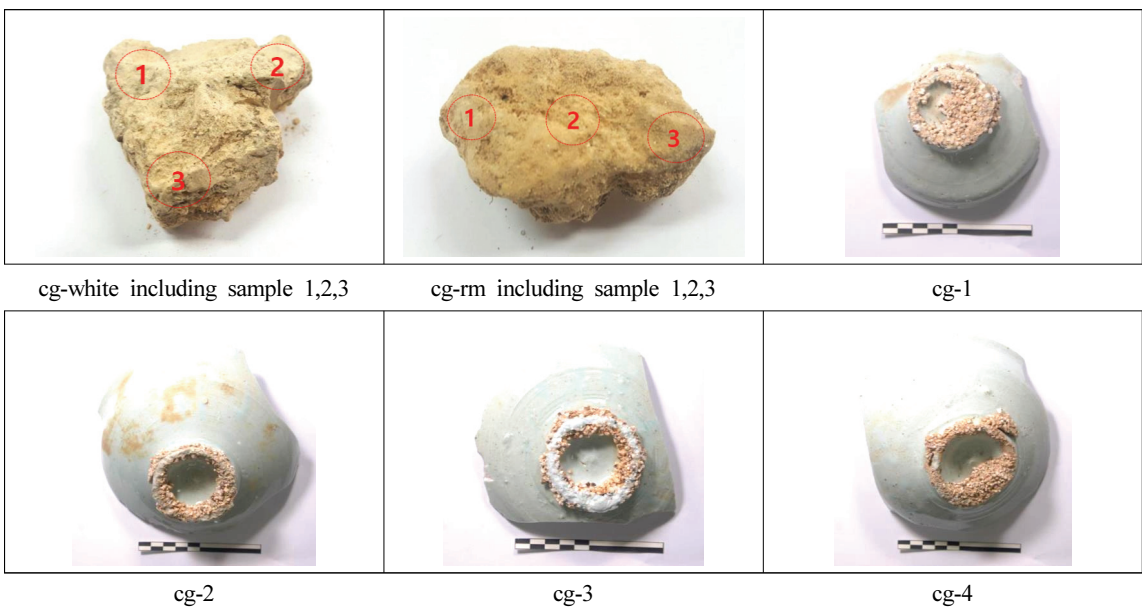 1
2
3
1
2
3
cg-white including sample 1,2,3
cg-rm including sample 1,2,3
cg-1
cg-2
cg-3
cg-4